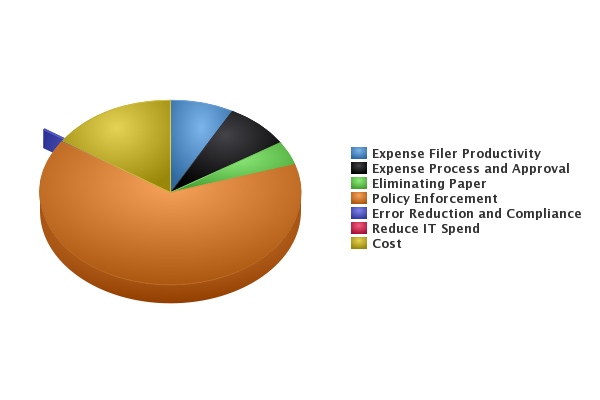 Expense Filer Productivity
Expense Process and Approval
Eliminating Paper
Policy Enforcement
Error Reduction and Compliance
Reduce IT Spend
Cost